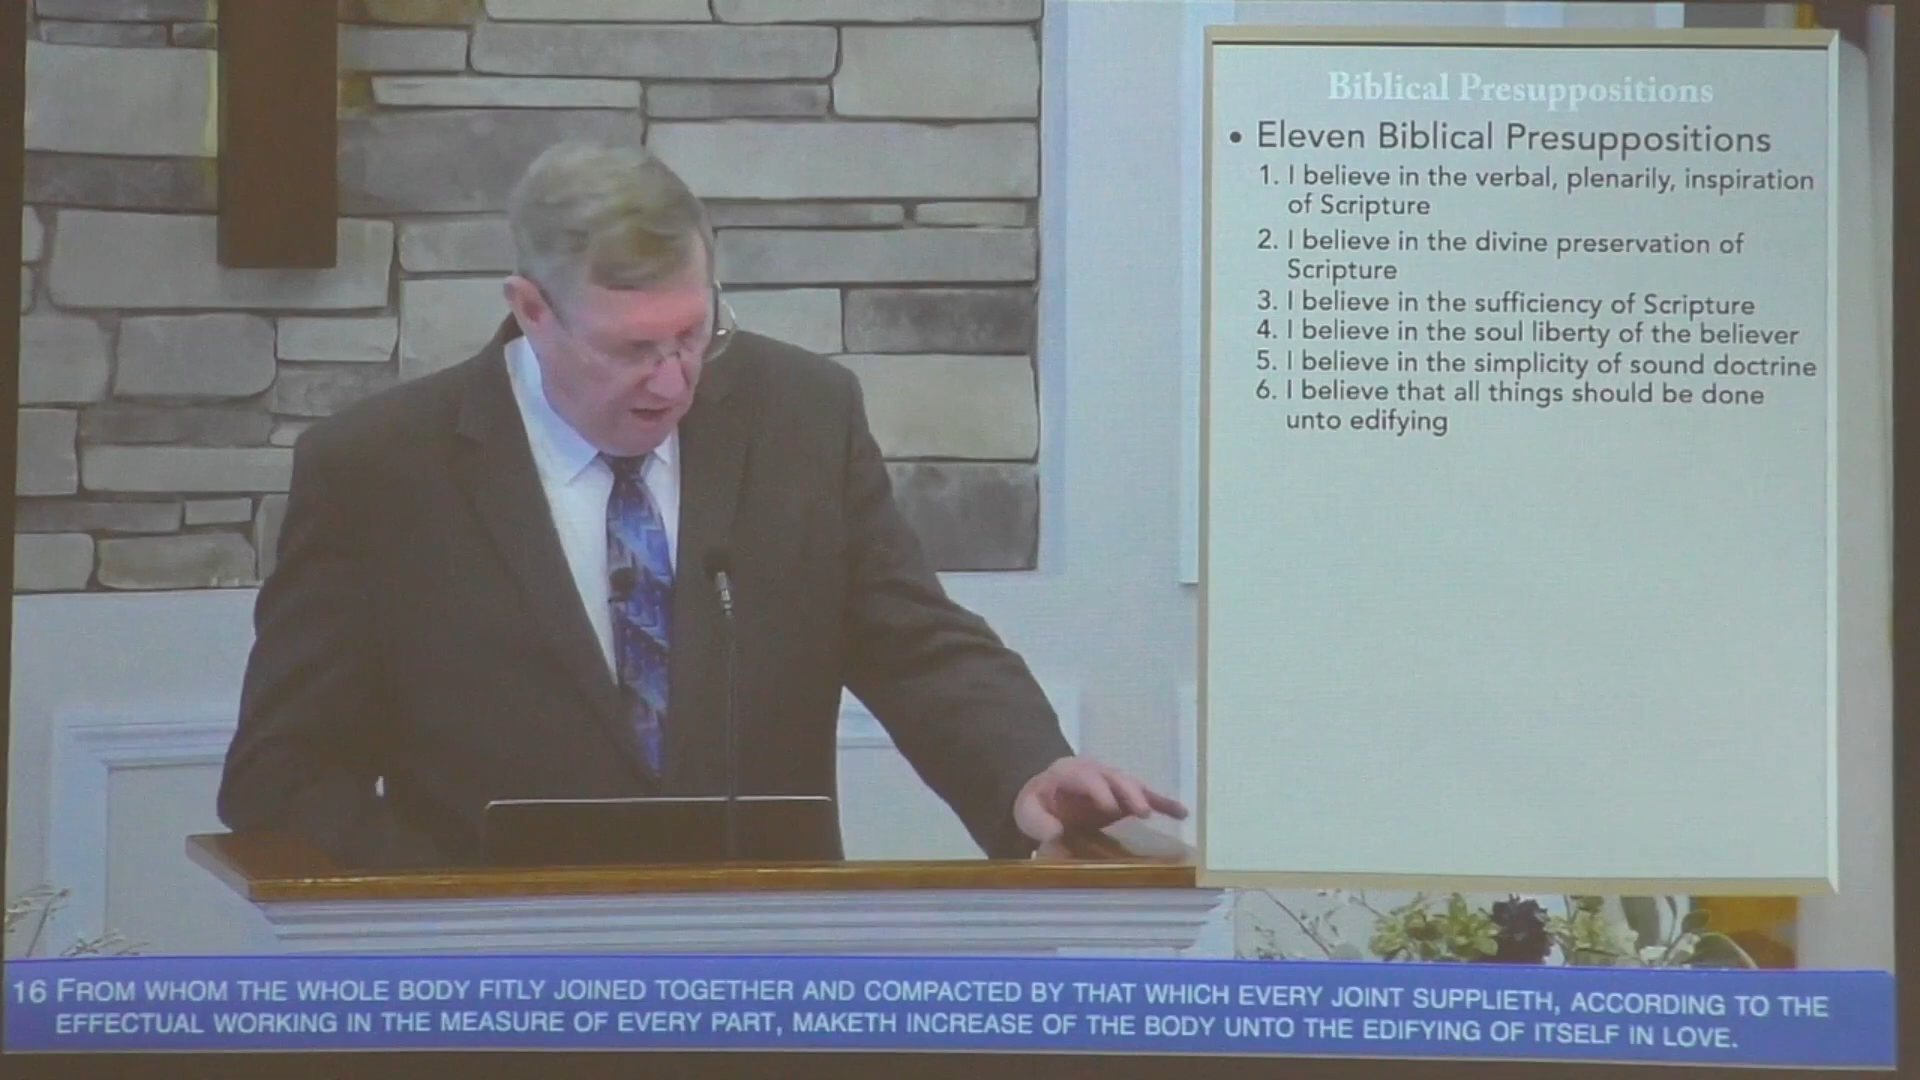 Biblical Presuppositions
• Eleven Biblical Presuppositions
1. I believe in the verbal, plenarily, inspiration
of Scripture
2. I believe in the divine preservation of
Scripture
3. I believe in the sufficiency of Scripture
4. I believe in the soul liberty of the believer
5. I believe in the simplicity of sound doctrine
6. I believe that all things should be done
unto edifying
16 FROM WHOM THE WHOLE BODY FITLY JOINED TOGETHER AND COMPACTED BY THAT WHICH EVERY JOINT SUPPLIETH, ACCORDING TO THE
EFFECTUAL WORKING IN THE MEASURE OF EVERY PART, MAKETH INCREASE OF THE BODY UNTO THE EDIFYING OF ITSELF IN LOVE.